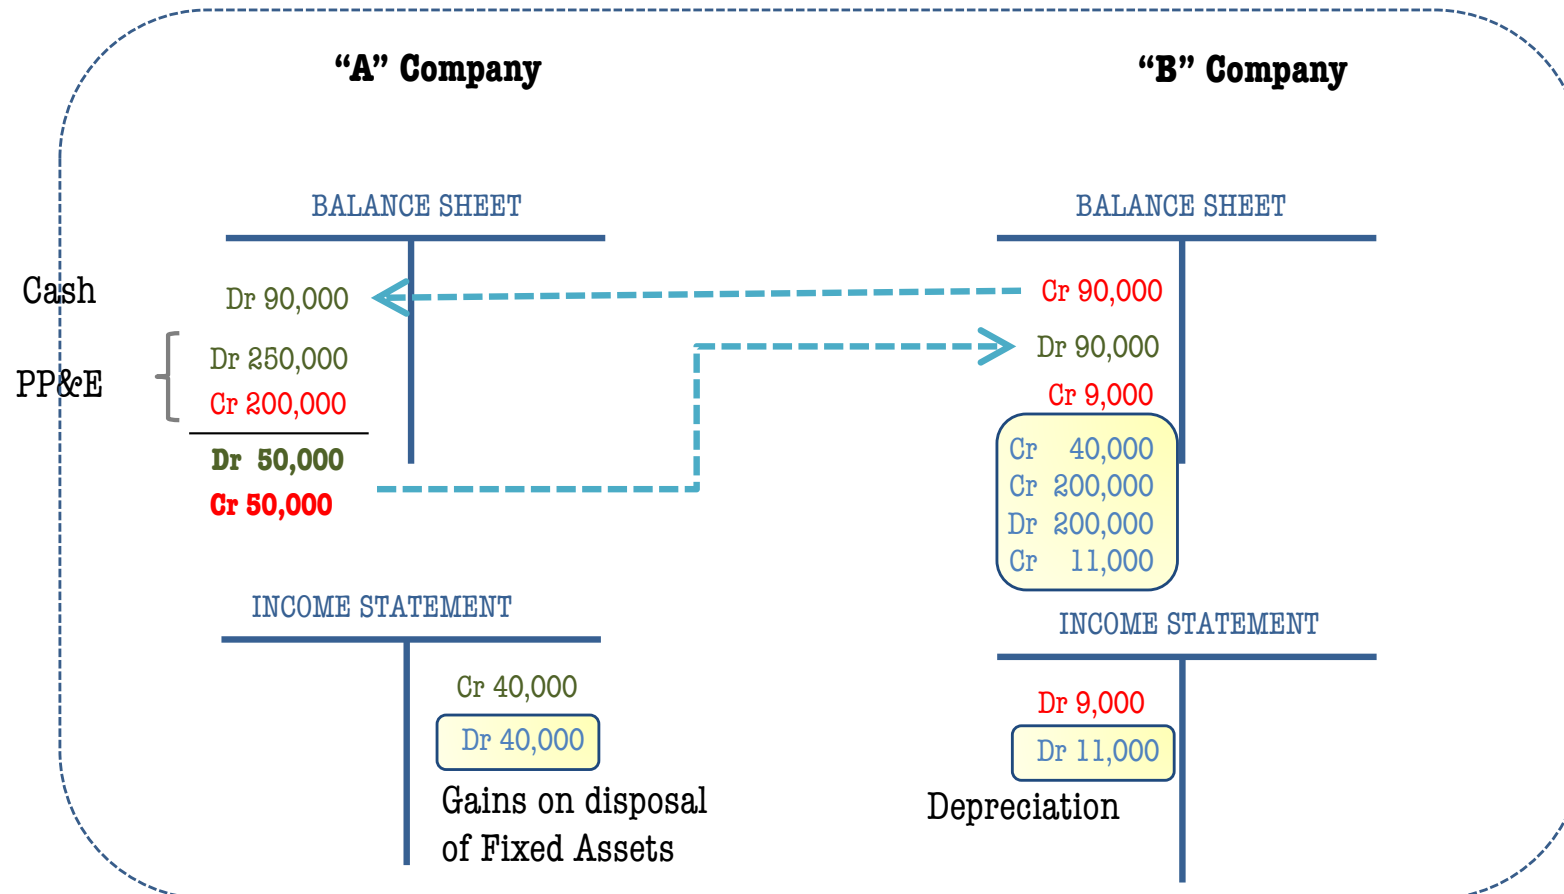 “A” Company
“B” Company
BALANCE SHEET
BALANCE SHEET
Cash
Dr 90,000
Cr 90,000
Dr 250,000
Dr 90,000
PP&E
Cr 200,000
Cr 9,000
Dr 50,000
Cr 50,000
Cr 40,000
Cr 200,000
Dr 200,000
Cr 11,000
INCOME STATEMENT
INCOME STATEMENT
Cr 40,000
Dr 40,000
Gains on disposal
of Fixed Assets
Dr 9,000
Dr 11,000
Depreciation